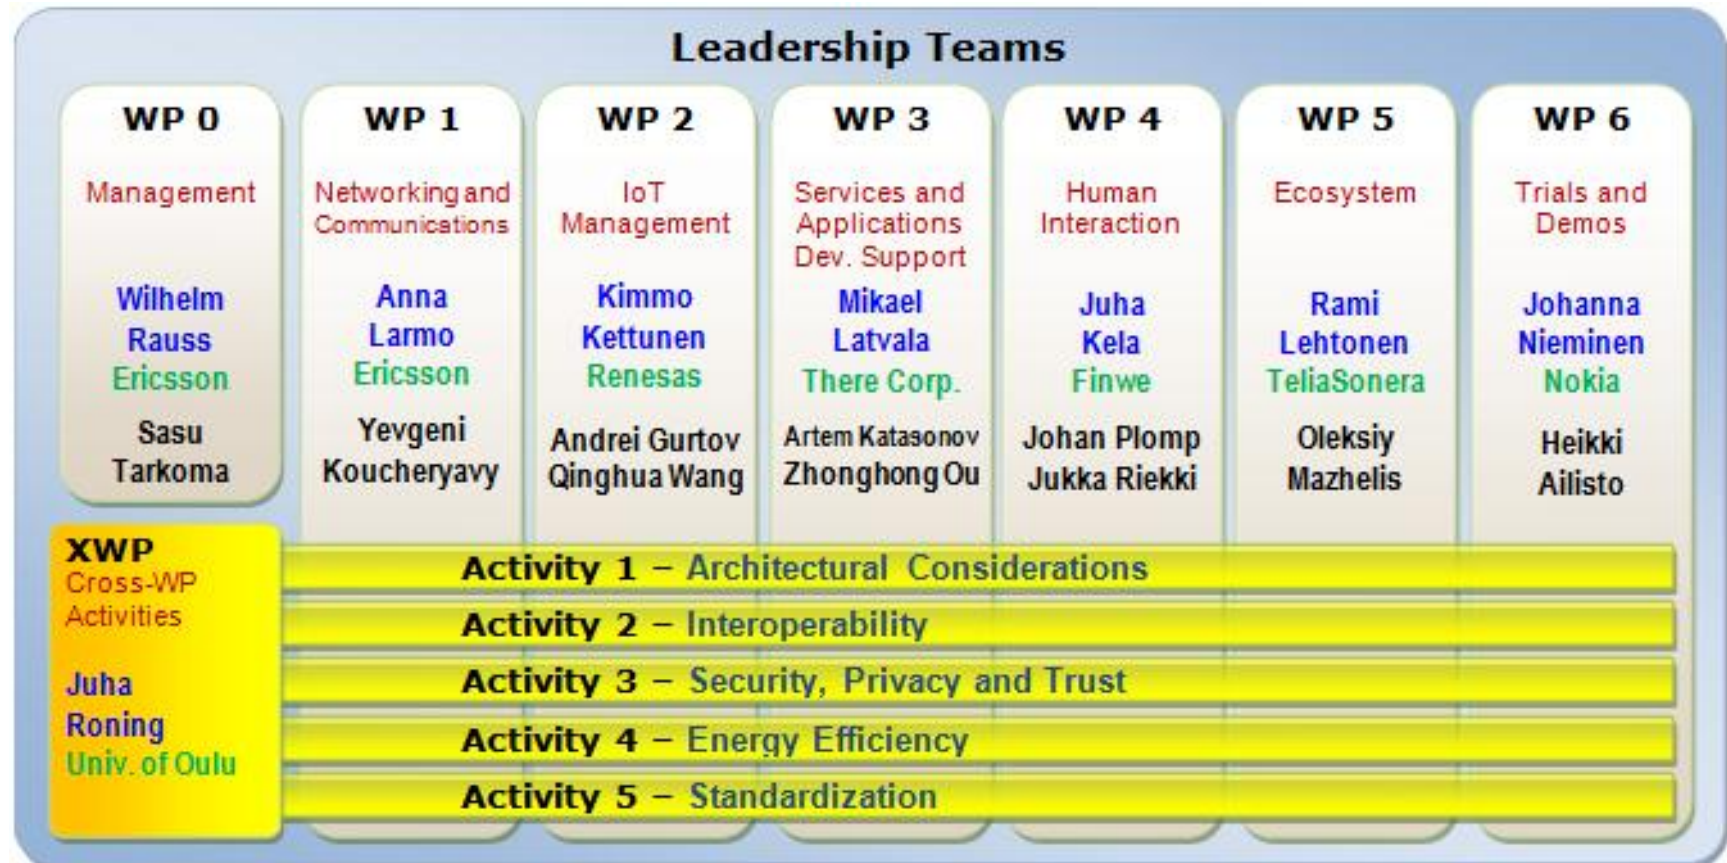 Leadership Teams
WP 0
Management
Wilhelm
Rauss
Ericsson
Sasu
Tarkoma
WP 1
Networking and
Communications
Anna
Larmo
Ericsson
Yevgeni
Koucheryavy
WP 2
IoT
Management
Kimmo
Kettunen
Renesas
Andrei Gurtov
Qinghua Wang
WP 3
Services and
Applications
Dev. Support
Mikael
Latvala
There Corp.
Artem Katasonov
Zhonghong Ou
WP 4
Human
Interaction
Juha
Kela
Finwe
Johan Plomp
Jukka Riekki
WP 5
Ecosystem
Rami
Lehtonen
TeliaSonera
Oleksiy
Mazhelis
WP 6
Trials and
Demos
Johanna
Nieminen
Nokia
Heikki
Ailisto
XWP
Cross-WP
Activities
Juha
Roning
Univ. of Oulu
Activity 1 – Architectural Considerations
Activity 2 – Interoperability
Activity 3 – Security, Privacy and Trust
Activity 4 – Energy Efficiency
Activity 5 – Standardization